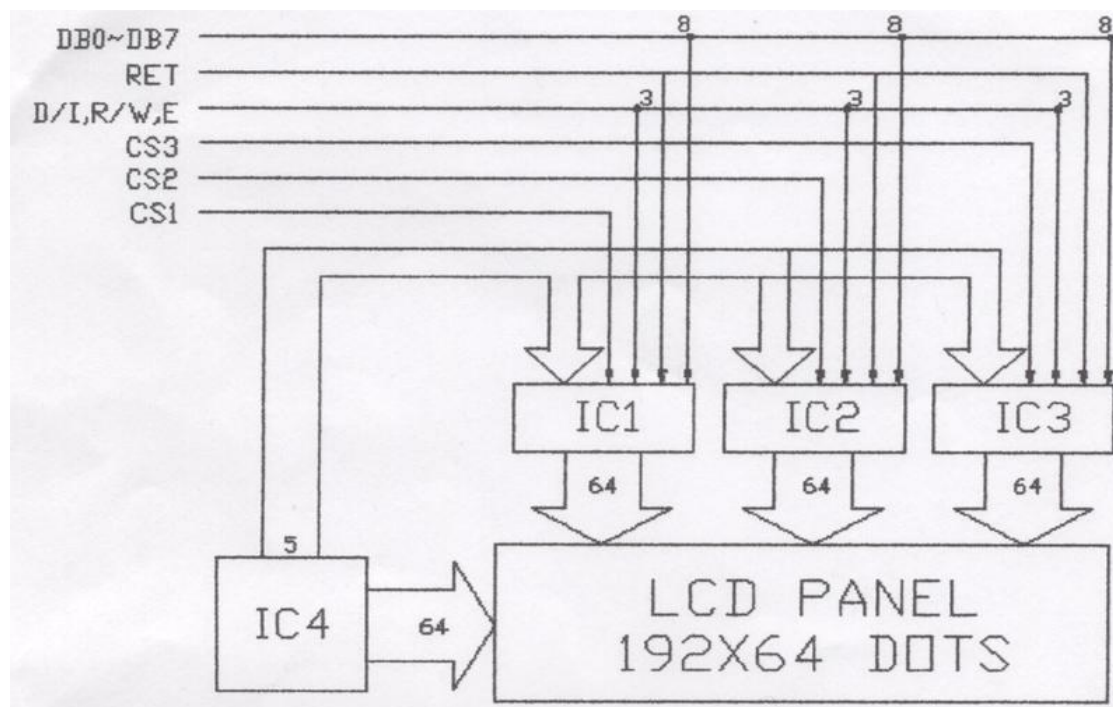 8 8 8
DB0~DB7
RET
D/I,R/W,E 3 3 3
CS3
CS2
CS1
IC1 IC2 IC3
64 64 64
5
IC4 64 LCD PANEL
192X64 DOTS